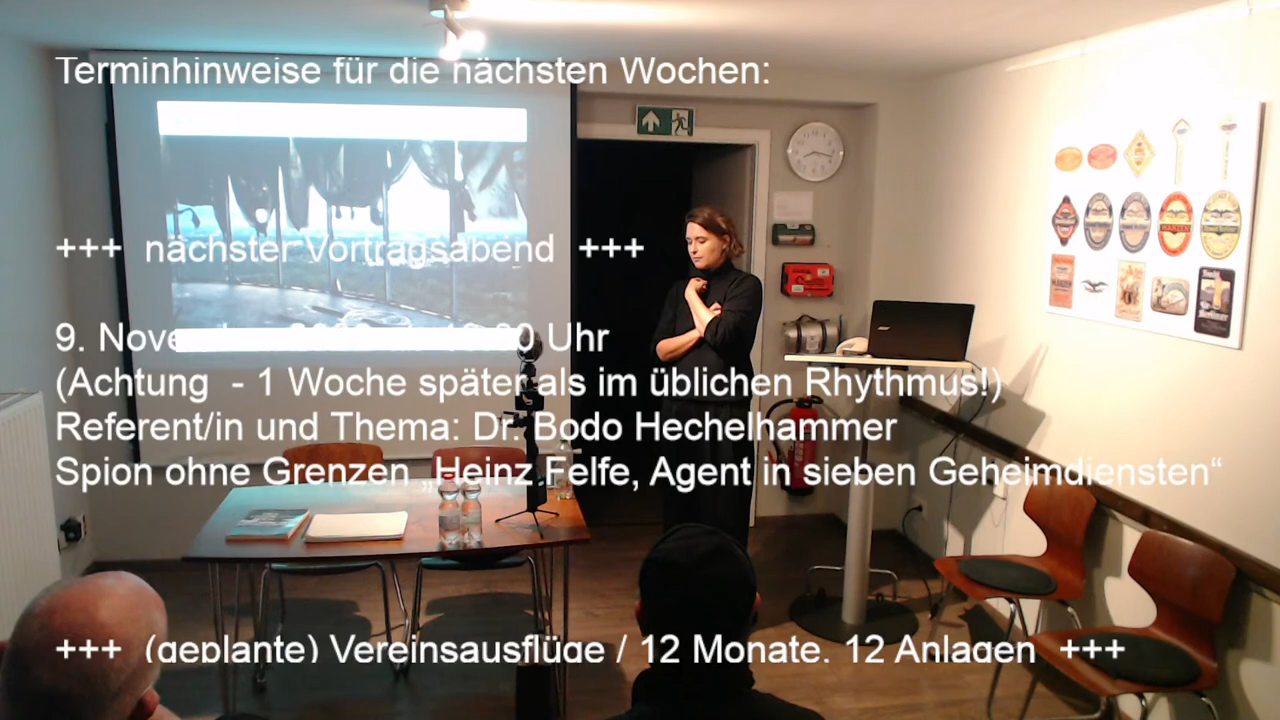 Terminhinweise für die nächsten Wochen:
+++ nächster Vortragsabend +++
9. Uhr
(Achtung - 1 Woche später als im üblichen Rhythmus!)
Referent/in und Thema: Dr. Bodo Hechelhammer
Spion ohne Grenzen „Heinz Felfe, Agent in sieben Geheimdiensten“
+++ (geplante) Vereinsausflüge / 12 Monate, 12 Anlagen +++